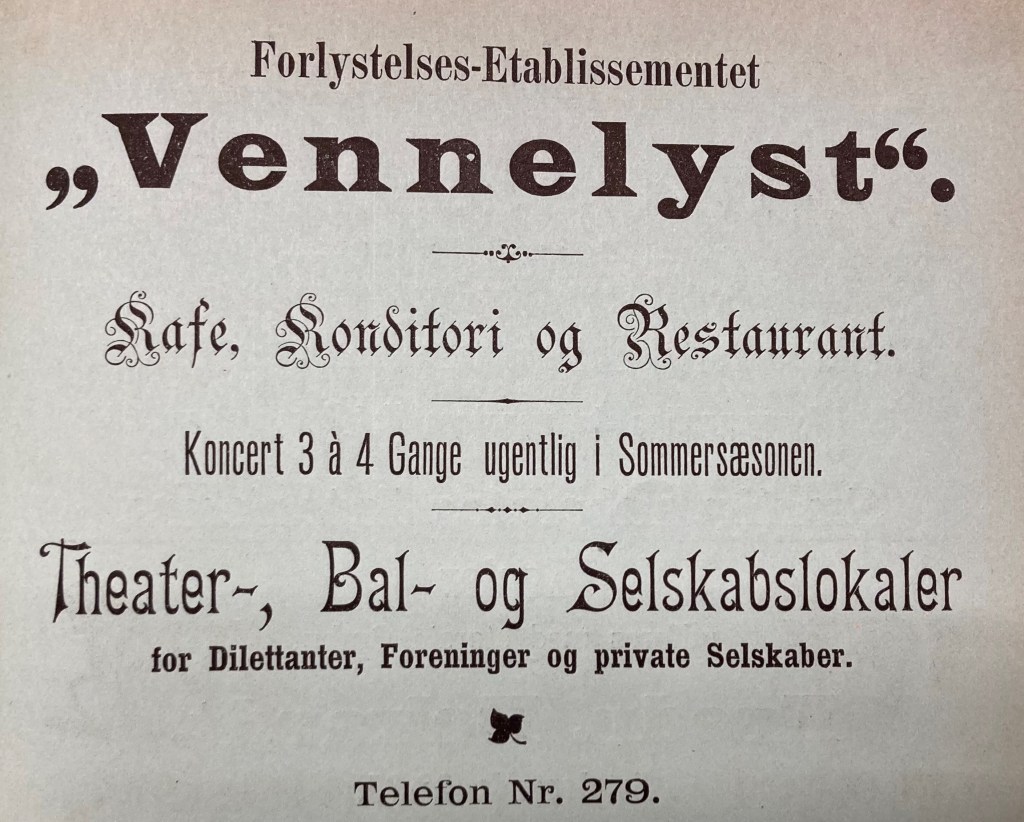 Forlystelses-Etablissementet
„Vennelyst“.
Kafe, Konditori og Restaurant.
Koncert 3 à 4 Gange ugentlig i Sommersæsonen.
Theater-, Bal- og Selskabslokaler
for Dilettanter, Foreninger og private Selskaber.
Telefon Nr. 279.